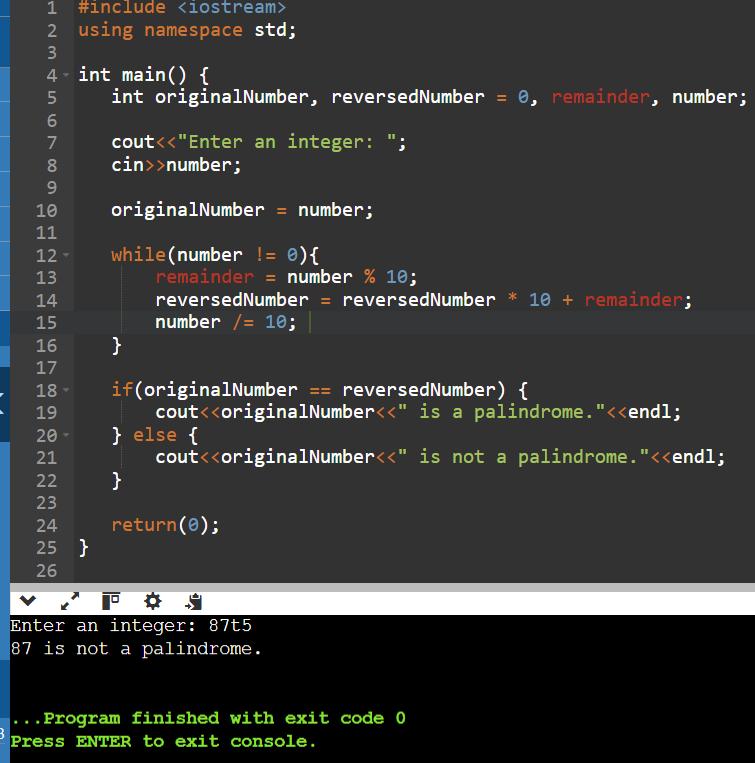 1 #include <iostream>
2 using namespace std;
3
4 int main() {
5 int originalNumber, reversedNumber = 0, remainder, number;
6
7 cout<<"Enter an integer: ";
8 cin>>number;
9
10 originalNumber = number;
11
12 while(number != 0){
13 remainder = number % 10;
14 reversedNumber = reversedNumber * 10 + remainder;
15 number /= 10;
16 }
17
18 if(originalNumber == reversedNumber) {
19 cout<<originalNumber<<" is a palindrome."<<endl;
20 } else {
21 cout<<originalNumber<<" is not a palindrome."<<endl;
22 }
23
24 return(0);
25 }
26
Enter an integer: 87t5
87 is not a palindrome.
...Program finished with exit code 0
Press ENTER to exit console.